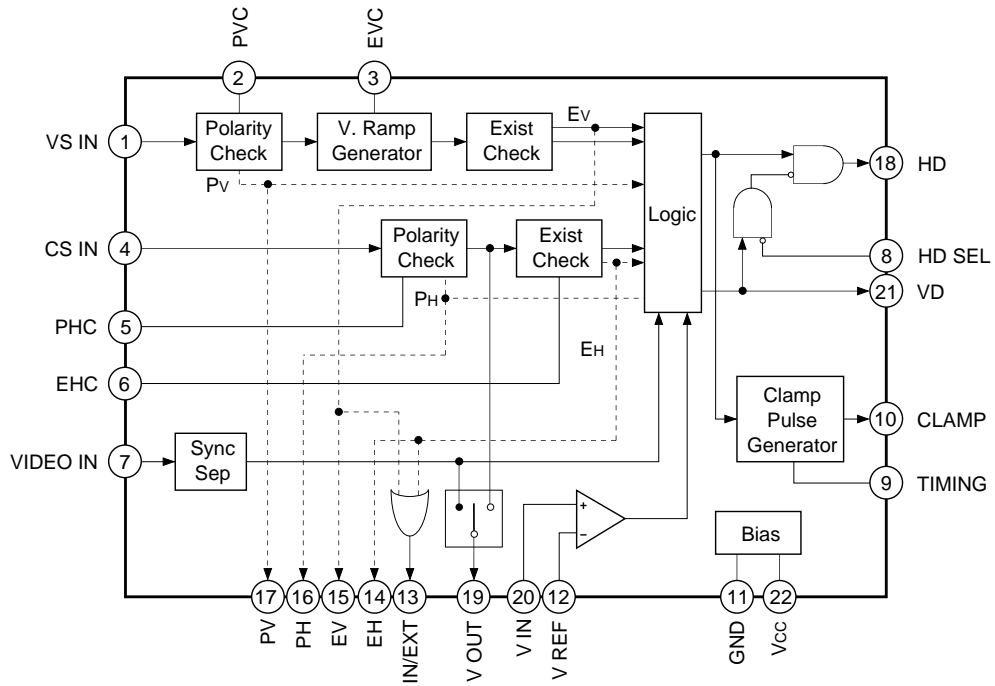 PVC
EVC
2
3
VS IN
1
Polarity
Check
V. Ramp
Generator
Exist
Check
EV
PV
Logic
18
HD
CS IN
4
Polarity
Check
Exist
Check
8
HD SEL
21
VD
PH
PHC
5
EH
EHC
6
Clamp
Pulse
Generator
10
CLAMP
VIDEO IN
7
Sync
Sep
9
TIMING
+
−
Bias
17
16
15
14
13
19
20
12
11
22
PV
PH
EV
EH
IN/EXT
V OUT
V IN
V REF
GND
VCC